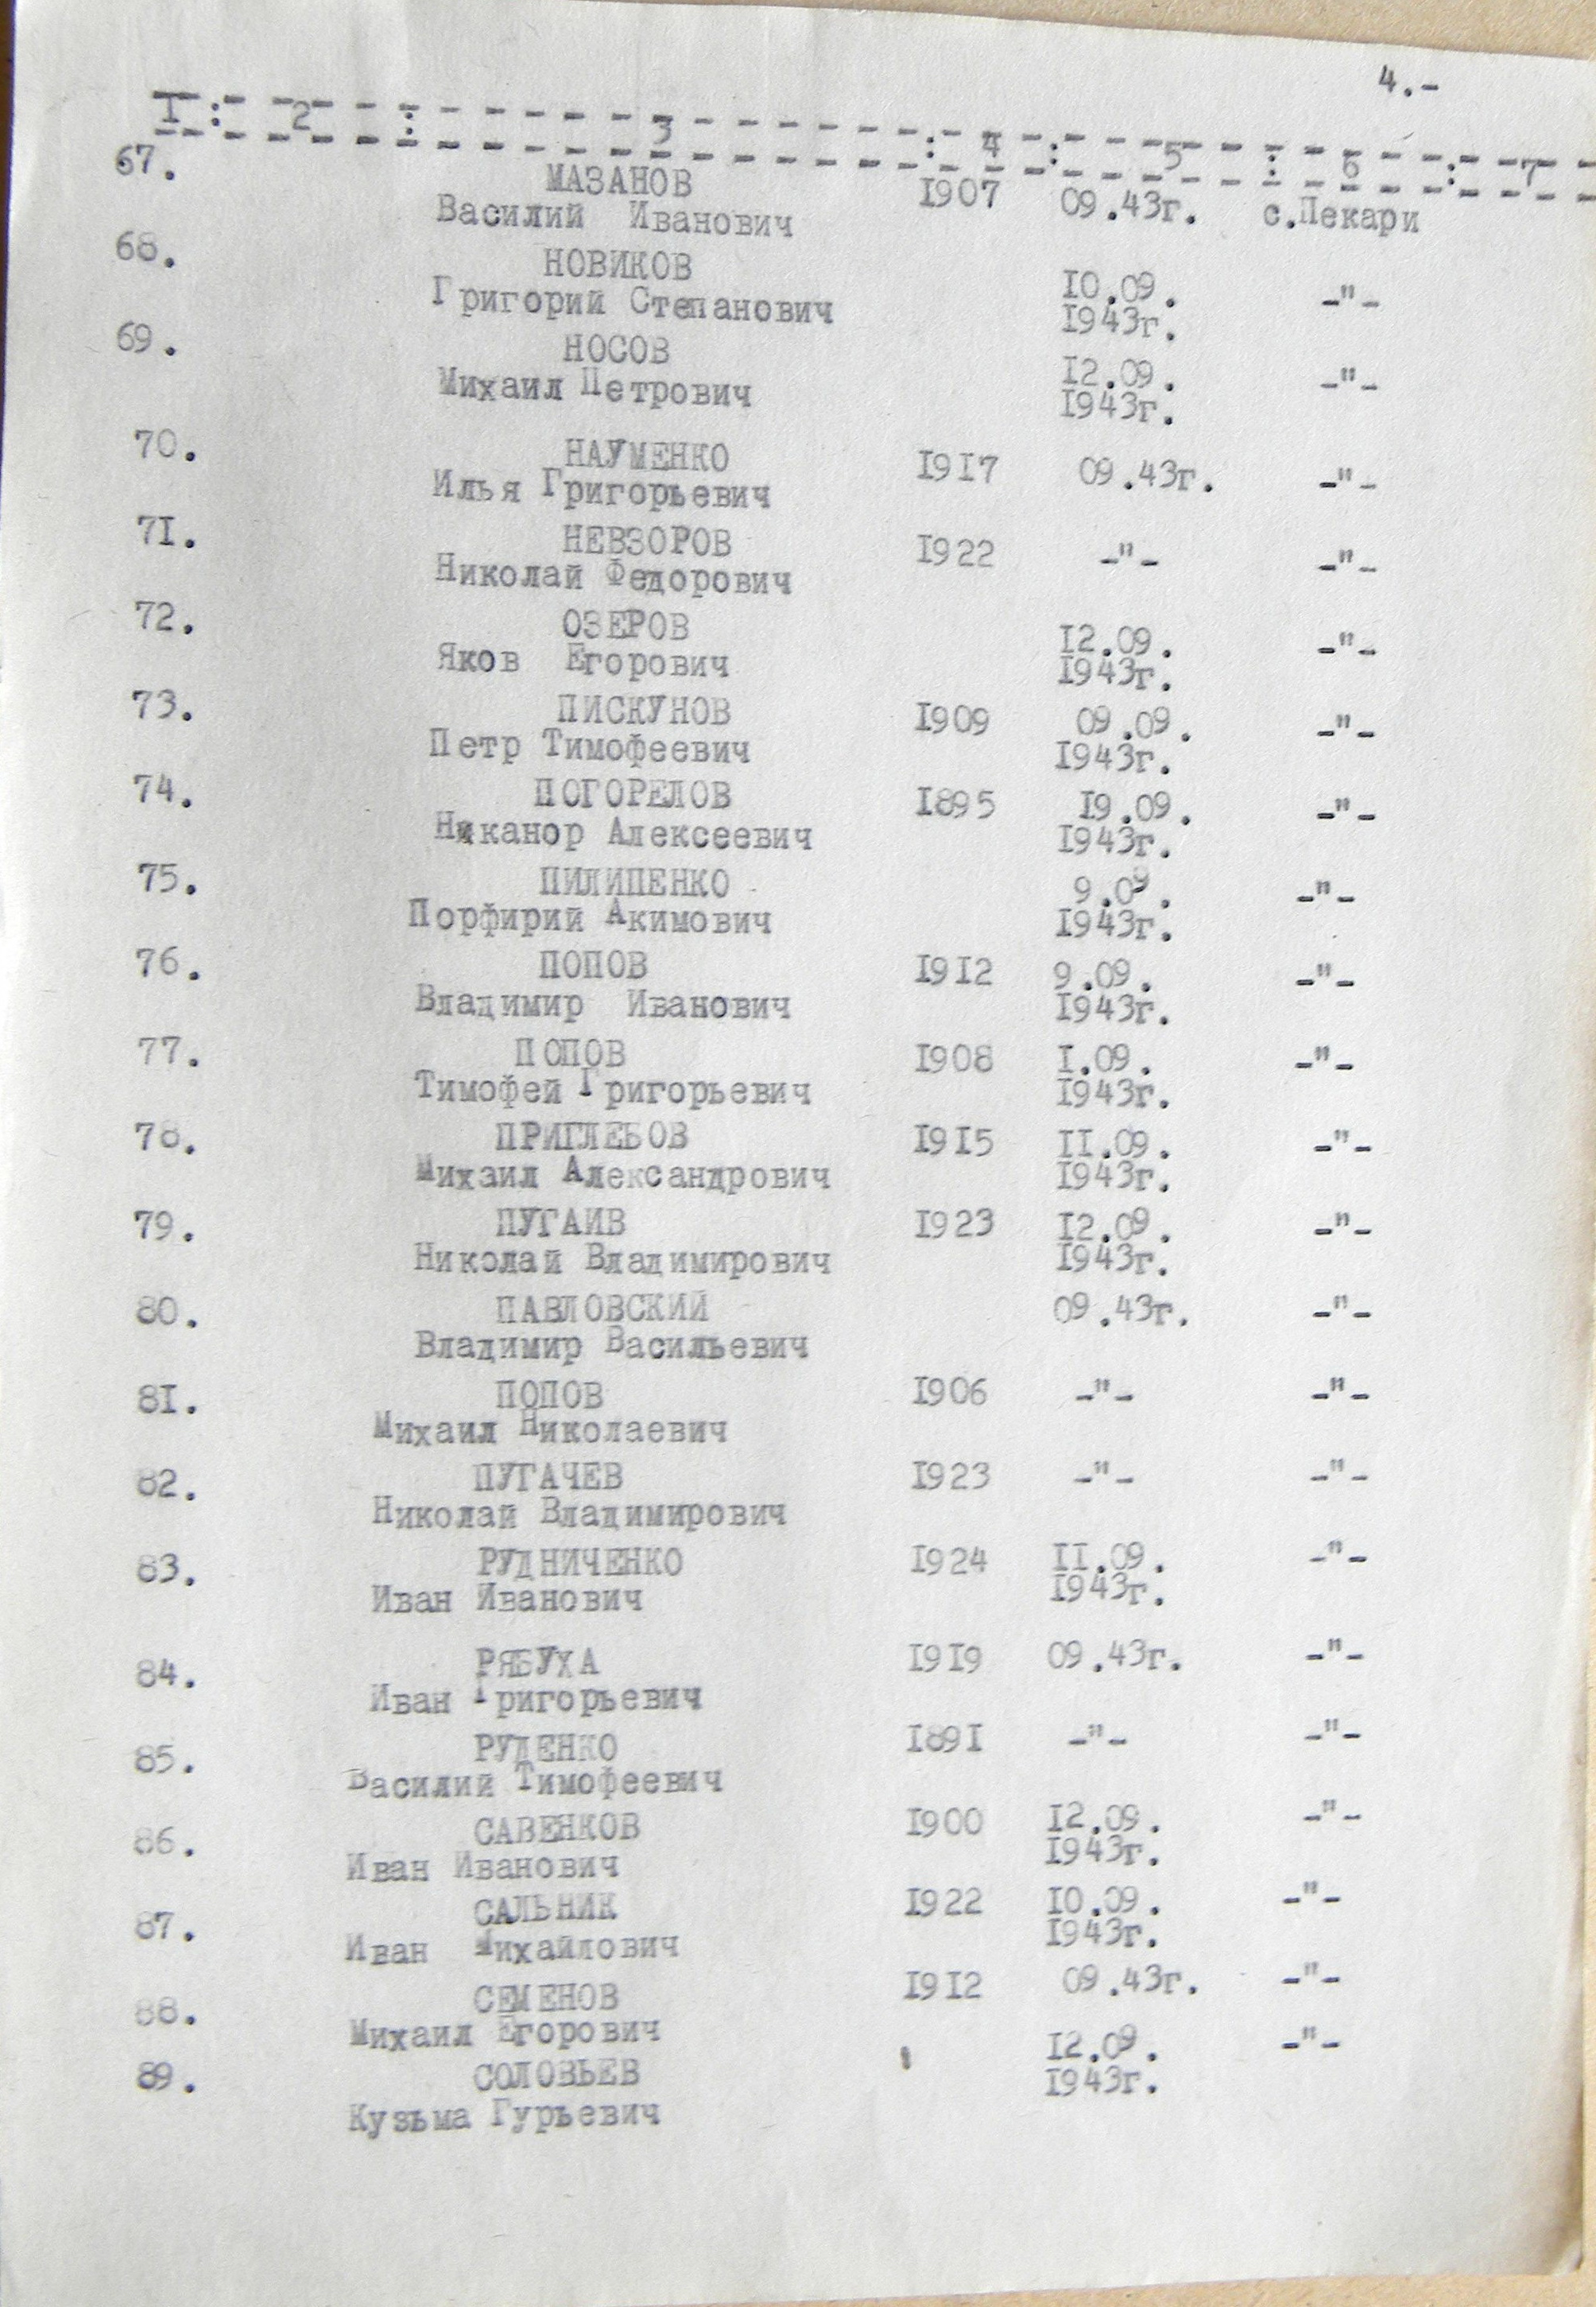 4.-
I : 2 : 3 : 4 : 5 : 6 : 7
67. МАЗАНОВ 1907 09.43г. с.Пекари
Василий Иванович
68. НОВИКОВ 10.09. -"-
Григорий Степанович 1943г.
69. НОСОВ 12.09. -"-
Михаил Петрович 1943г.
70. НАУМЕНКО 1917 09.43г. -"-
Илья Григорьевич
71. НЕВЗОРОВ 1922 -"- -"-
Николай Федорович
72. ОЗЕРОВ 12.09. -"-
Яков Егорович 1943г.
73. ПИСКУНОВ 1909 09.09. -"-
Петр Тимофеевич 1943г.
74. ПОГОРЕЛОВ 1895 19.09. -"-
Никанор Алексеевич 1943г.
75. ПИЛИПЕНКО 9.09. -"-
Порфирий Акимович 1943г.
76. ПОПОВ 1912 9.09. -"-
Владимир Иванович 1943г.
77. ПОПОВ 1908 I.09. -"-
Тимофей Григорьевич 1943г.
78. ПРИГЛЕБОВ 1915 II.09. -"-
Михаил Александрович 1943г.
79. ПУГАИВ 1923 12.09. -"-
Николай Владимирович 1943г.
80. ПАВЛОВСКИЙ 09.43г. -"-
Владимир Васильевич
81. ПОПОВ 1906 -"- -"-
Михаил Николаевич
82. ПУГАЧЕВ 1923 -"- -"-
Николай Владимирович
83. РУДНИЧЕНКО 1924 II.09. -"-
Иван Иванович 1943г.
84. РЯБУХА 1919 09.43г. -"-
Иван Григорьевич
85. РУДЕНКО 1891 -"- -"-
Василий Тимофеевич
86. САВЕНКОВ 1900 12.09. -"-
Иван Иванович 1943г.
87. САЛЬНИК 1922 10.09. -"-
Иван Михайлович 1943г.
88. СЕМЕНОВ 1912 09.43г. -"-
Михаил Егорович
89. СОЛОВЬЕВ 12.09. -"-
Кузьма Гурьевич 1943г.